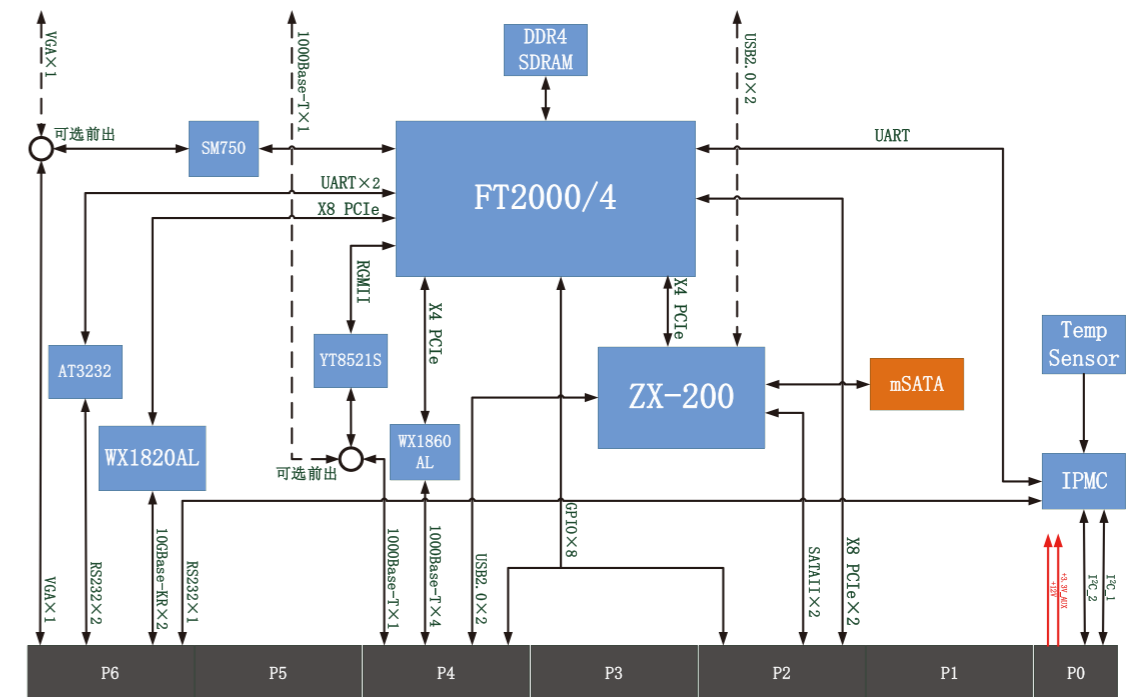 VGA×1
1000Base-T×1
DDR4
SDRAM
USB2.0×2
可选前出
SM750
UART
UART×2
X8 PCIe
FT2000/4
RGMII
X4 PCIe
X4 PCIe
YT8521S
AT3232
ZX-200
mSATA
Temp
Sensor
WX1820AL
WX1860
AL
可选前出
IPMC
VGA×1
RS232×2
10GBase-KR×2
RS232×1
1000Base-T×1
1000Base-T×4
USB2.0×2
GPIO×8
SATAII×2
X8 PCIe×2
+12V
+3.3V_AUX
I²C_2
I²C_1
P6
P5
P4
P3
P2
P1
P0